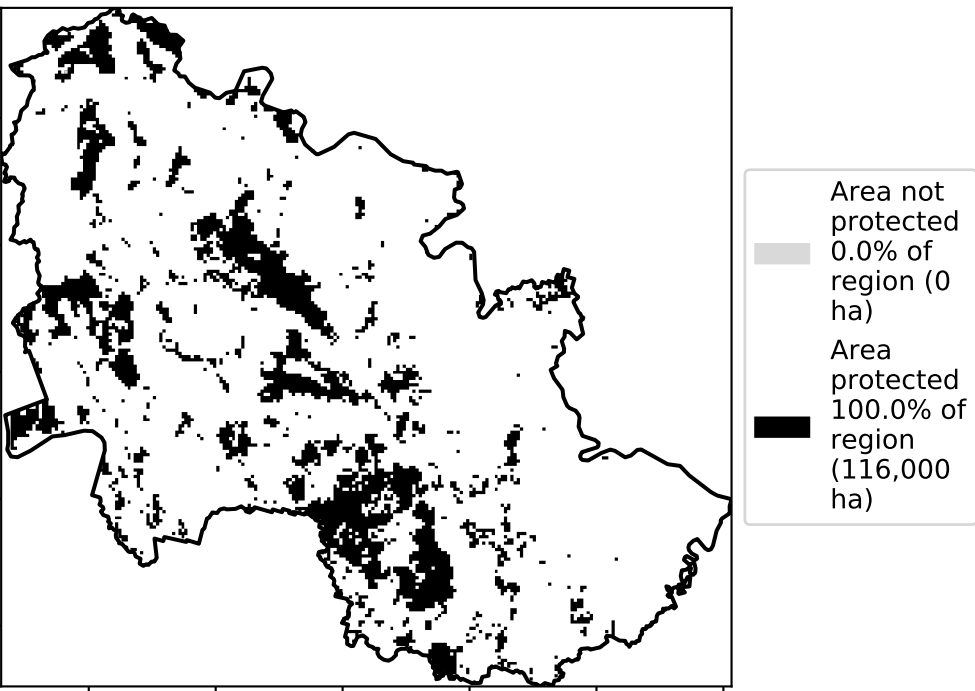 Area not
protected
0.0% of
region (0
ha)
Area
protected
100.0% of
region
(116,000
ha)